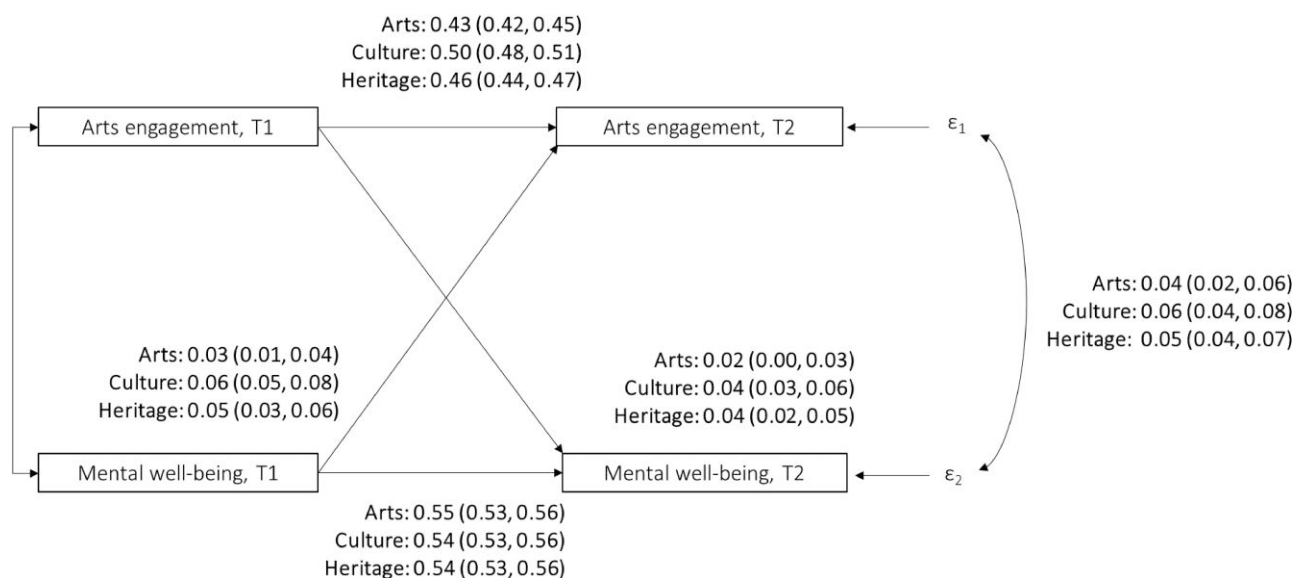 Arts: 0.43 (0.42, 0.45)
Culture: 0.50 (0.48, 0.51)
Heritage: 0.46 (0.44, 0.47)
Arts engagement, T1
Arts engagement, T2
ε₁
Arts: 0.04 (0.02, 0.06)
Culture: 0.06 (0.04, 0.08)
Heritage: 0.05 (0.04, 0.07)
Arts: 0.03 (0.01, 0.04)
Culture: 0.06 (0.05, 0.08)
Heritage: 0.05 (0.03, 0.06)
Arts: 0.02 (0.00, 0.03)
Culture: 0.04 (0.03, 0.06)
Heritage: 0.04 (0.02, 0.05)
Mental well-being, T1
Mental well-being, T2
ε₂
Arts: 0.55 (0.53, 0.56)
Culture: 0.54 (0.53, 0.56)
Heritage: 0.54 (0.53, 0.56)